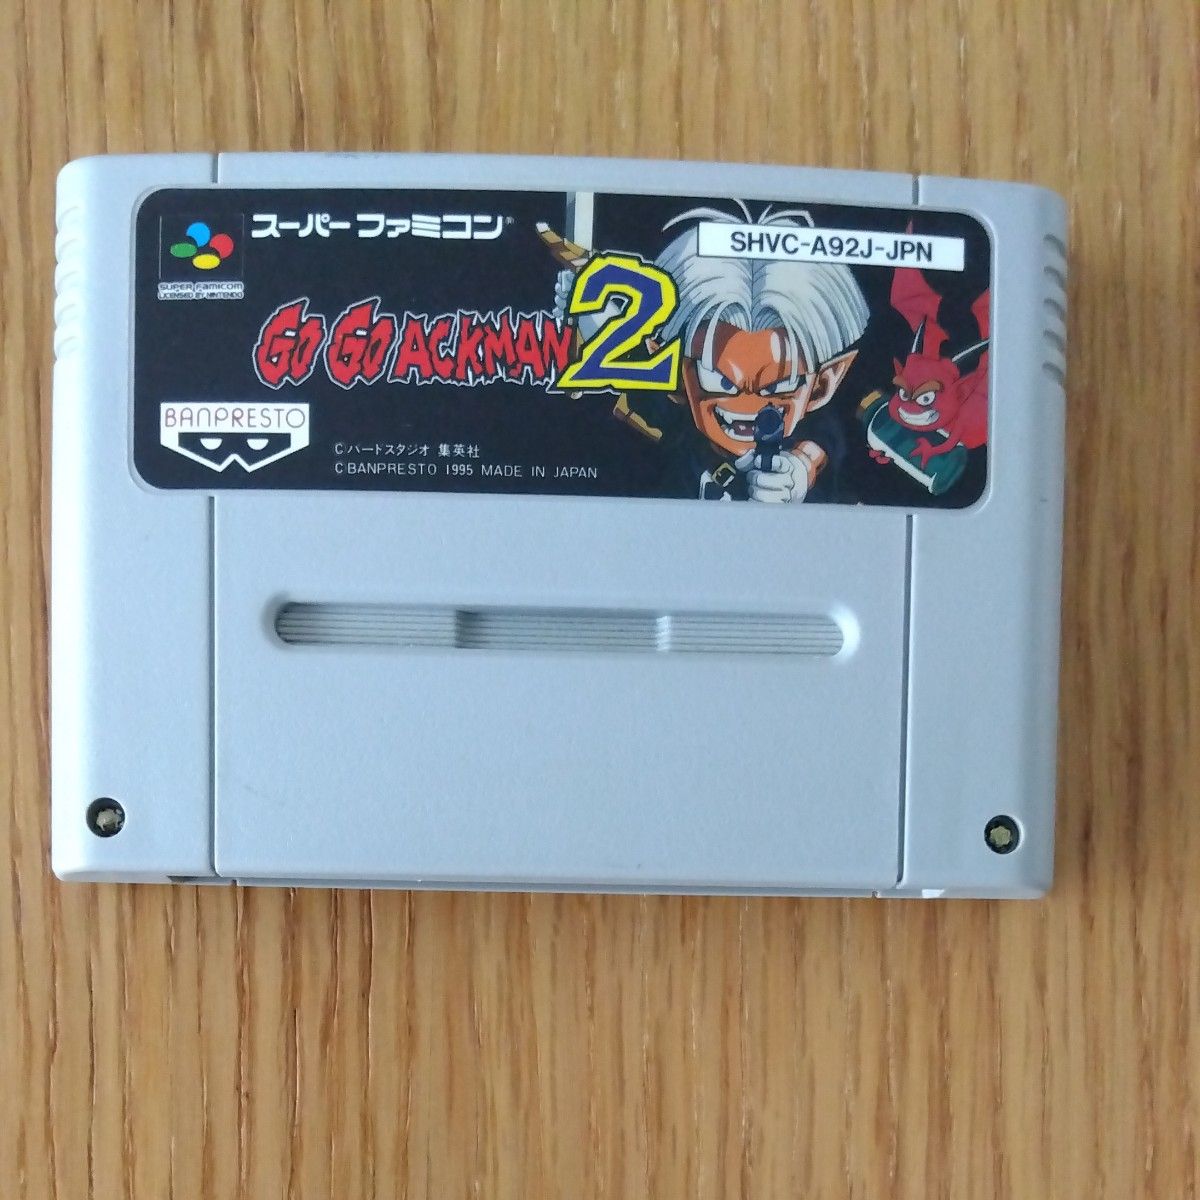 スーパーファミコン®
SHVC-A92J-JPN
SUPER FAMICOM
LICENSED BY NINTENDO
GO GO ACKMAN 2
BANPRESTO
©バードスタジオ 集英社
©BANPRESTO 1995 MADE IN JAPAN